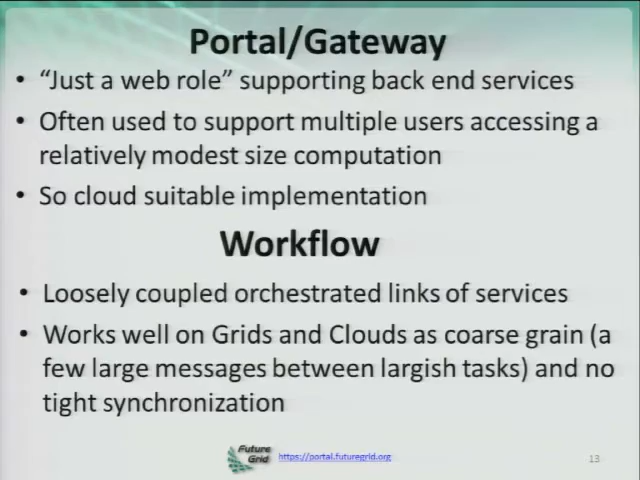 Portal/Gateway
• “Just a web role” supporting back end services
• Often used to support multiple users accessing a
relatively modest size computation
• So cloud suitable implementation
Workflow
• Loosely coupled orchestrated links of services
• Works well on Grids and Clouds as coarse grain (a
few large messages between largish tasks) and no
tight synchronization
Future
Grid
https://portal.futuregrid.org
13